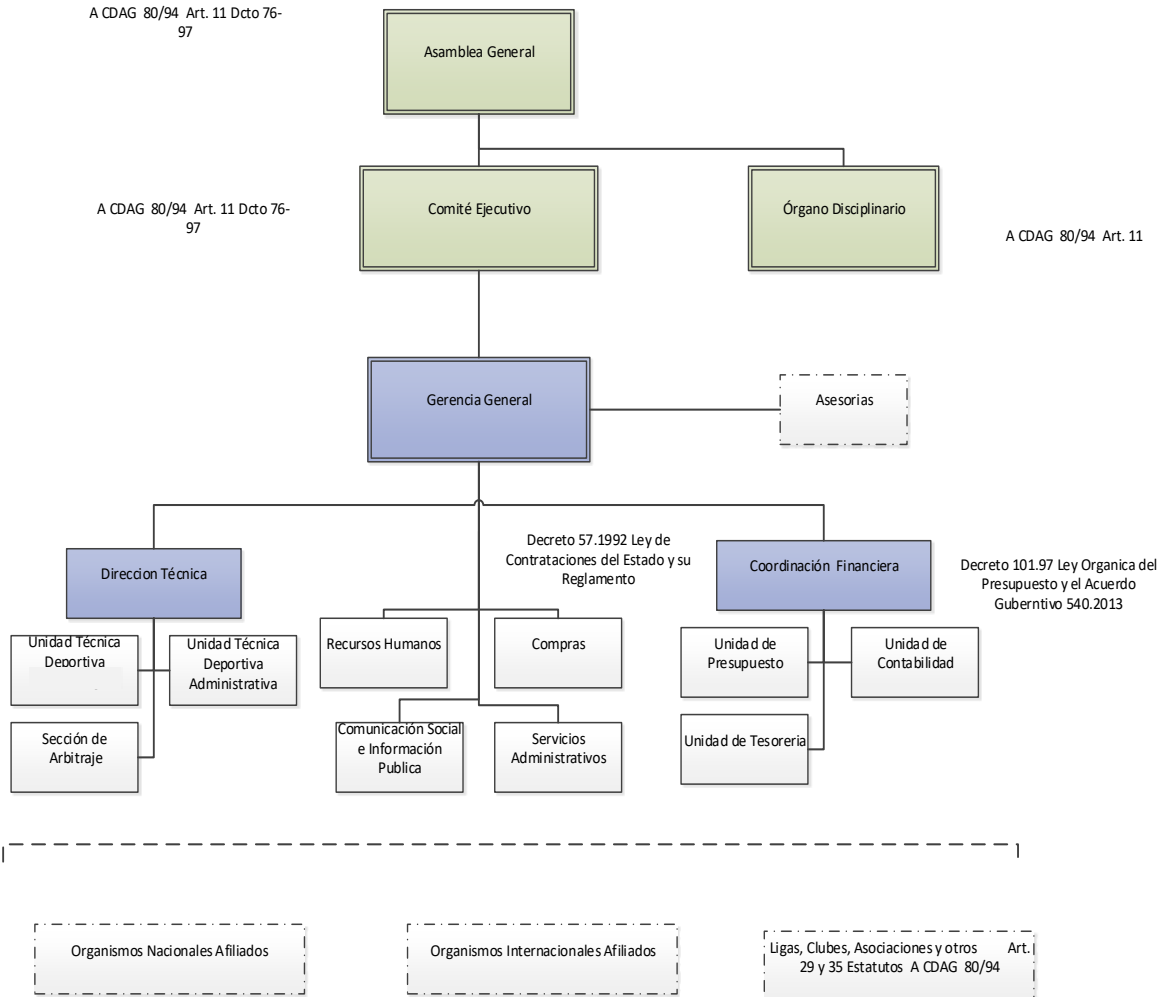 A CDAG 80/94 Art. 11 Dcto 76-
97
Asamblea General
A CDAG 80/94 Art. 11 Dcto 76-
97
Comité Ejecutivo
Órgano Disciplinario
A CDAG 80/94 Art. 11
Gerencia General
Asesorias
Decreto 57.1992 Ley de
Contrataciones del Estado y su
Reglamento
Direccion Técnica
Coordinación Financiera
Decreto 101.97 Ley Organica del
Presupuesto y el Acuerdo
Guberntivo 540.2013
Unidad Técnica
Deportiva
Unidad Técnica
Deportiva
Administrativa
Recursos Humanos
Compras
Unidad de
Presupuesto
Unidad de
Contabilidad
Sección de
Arbitraje
Comunicación Social
e Información
Publica
Servicios
Administrativos
Unidad de Tesoreria
Organismos Nacionales Afiliados
Organismos Internacionales Afiliados
Ligas, Clubes, Asociaciones y otros Art.
29 y 35 Estatutos A CDAG 80/94